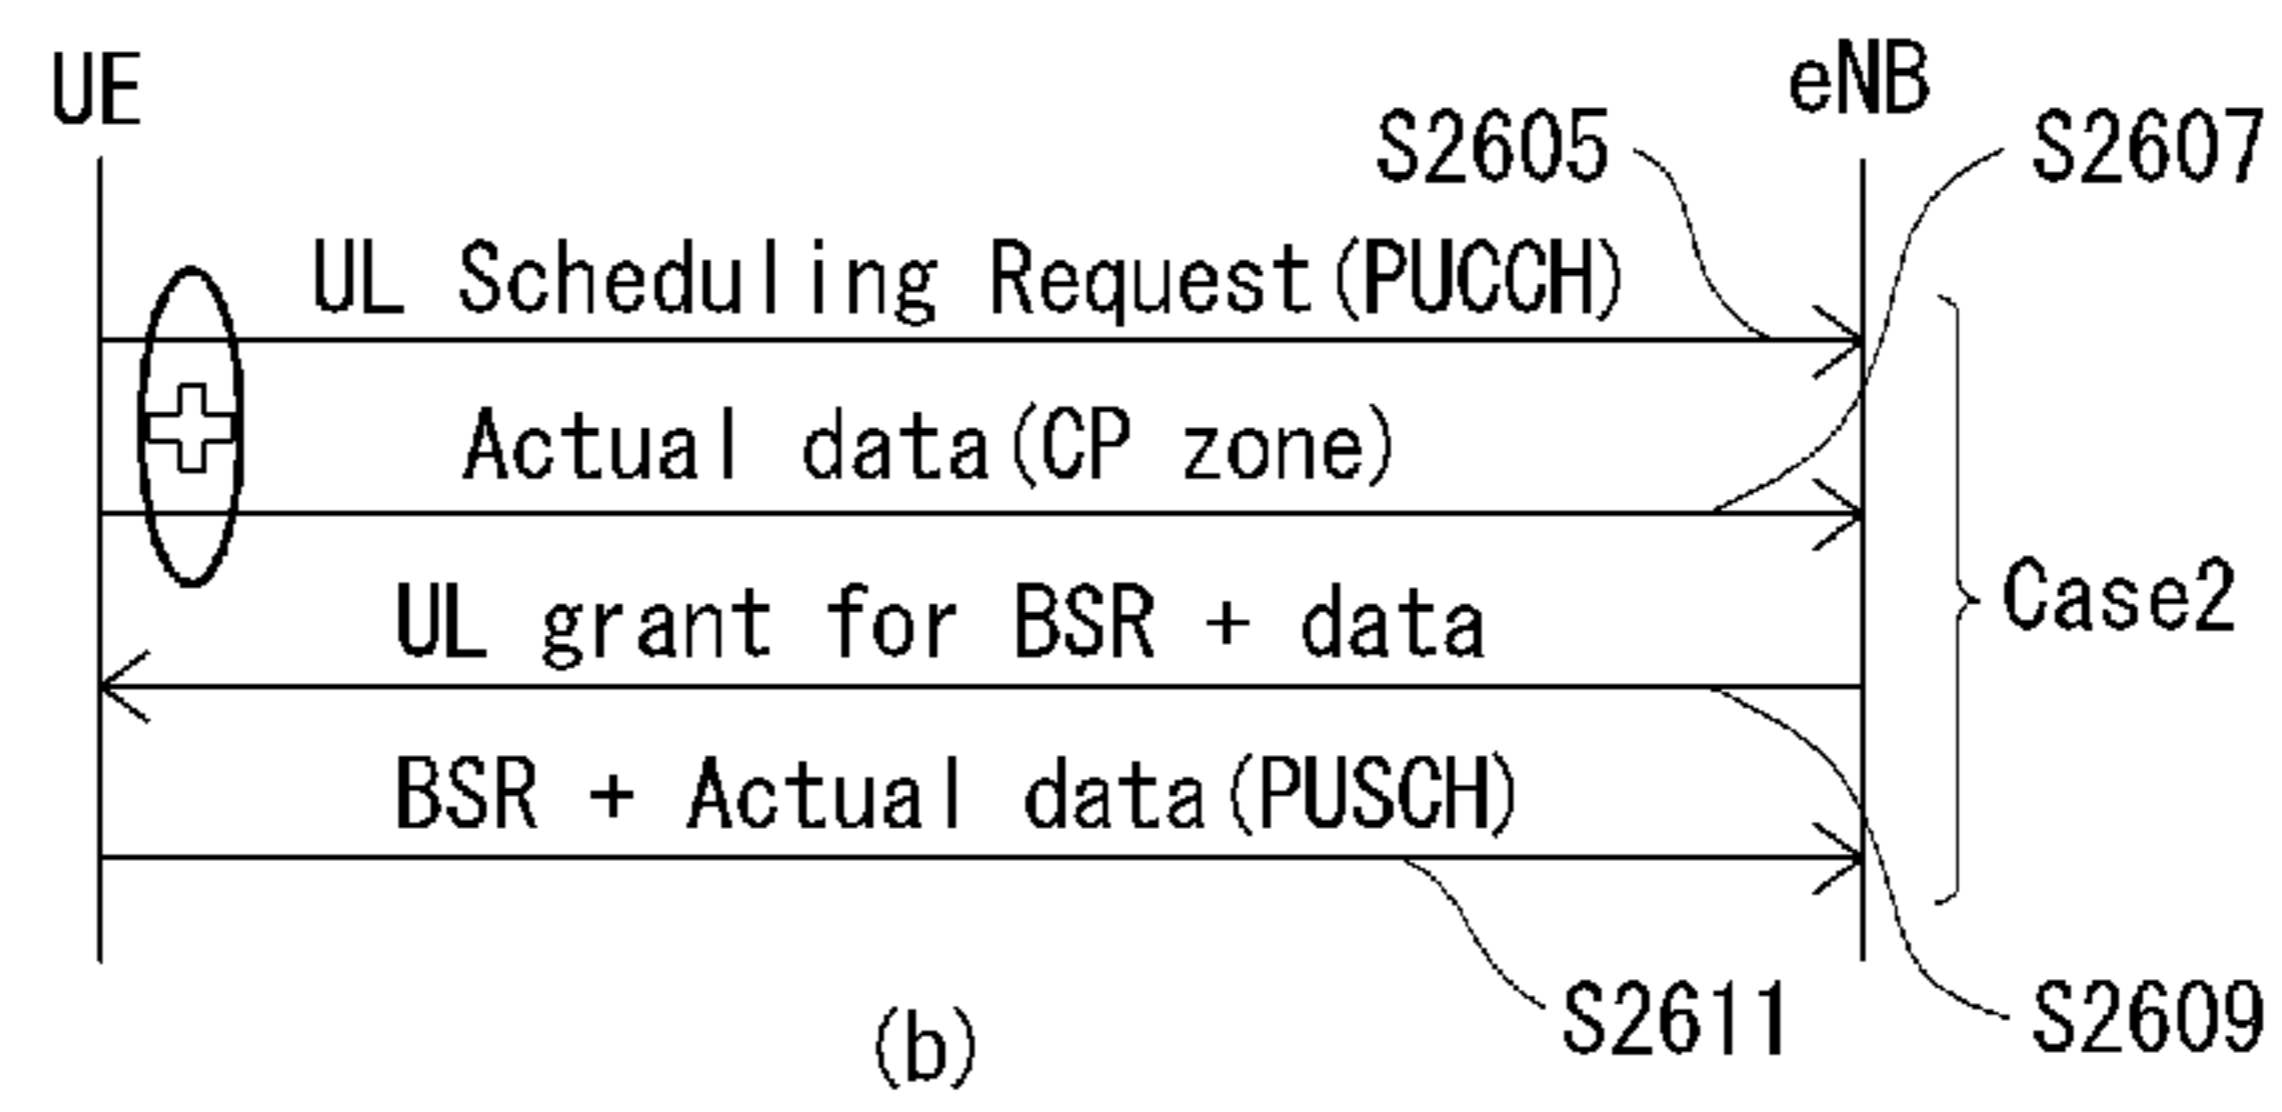 UE
eNB
S2605
S2607
UL Scheduling Request(PUCCH)
Actual data(CP zone)
UL grant for BSR + data
Case2
BSR + Actual data(PUSCH)
S2611
S2609
(b)